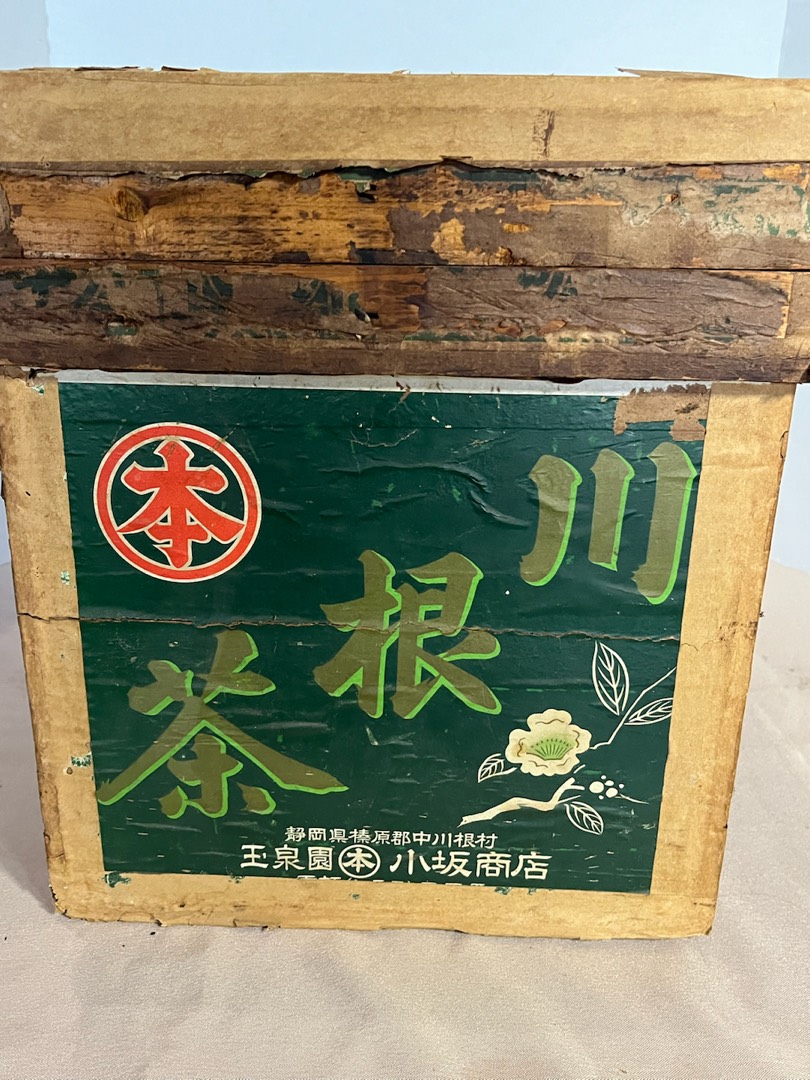 本
川根茶
静岡県榛原郡中川根村
玉泉園 本 小坂商店